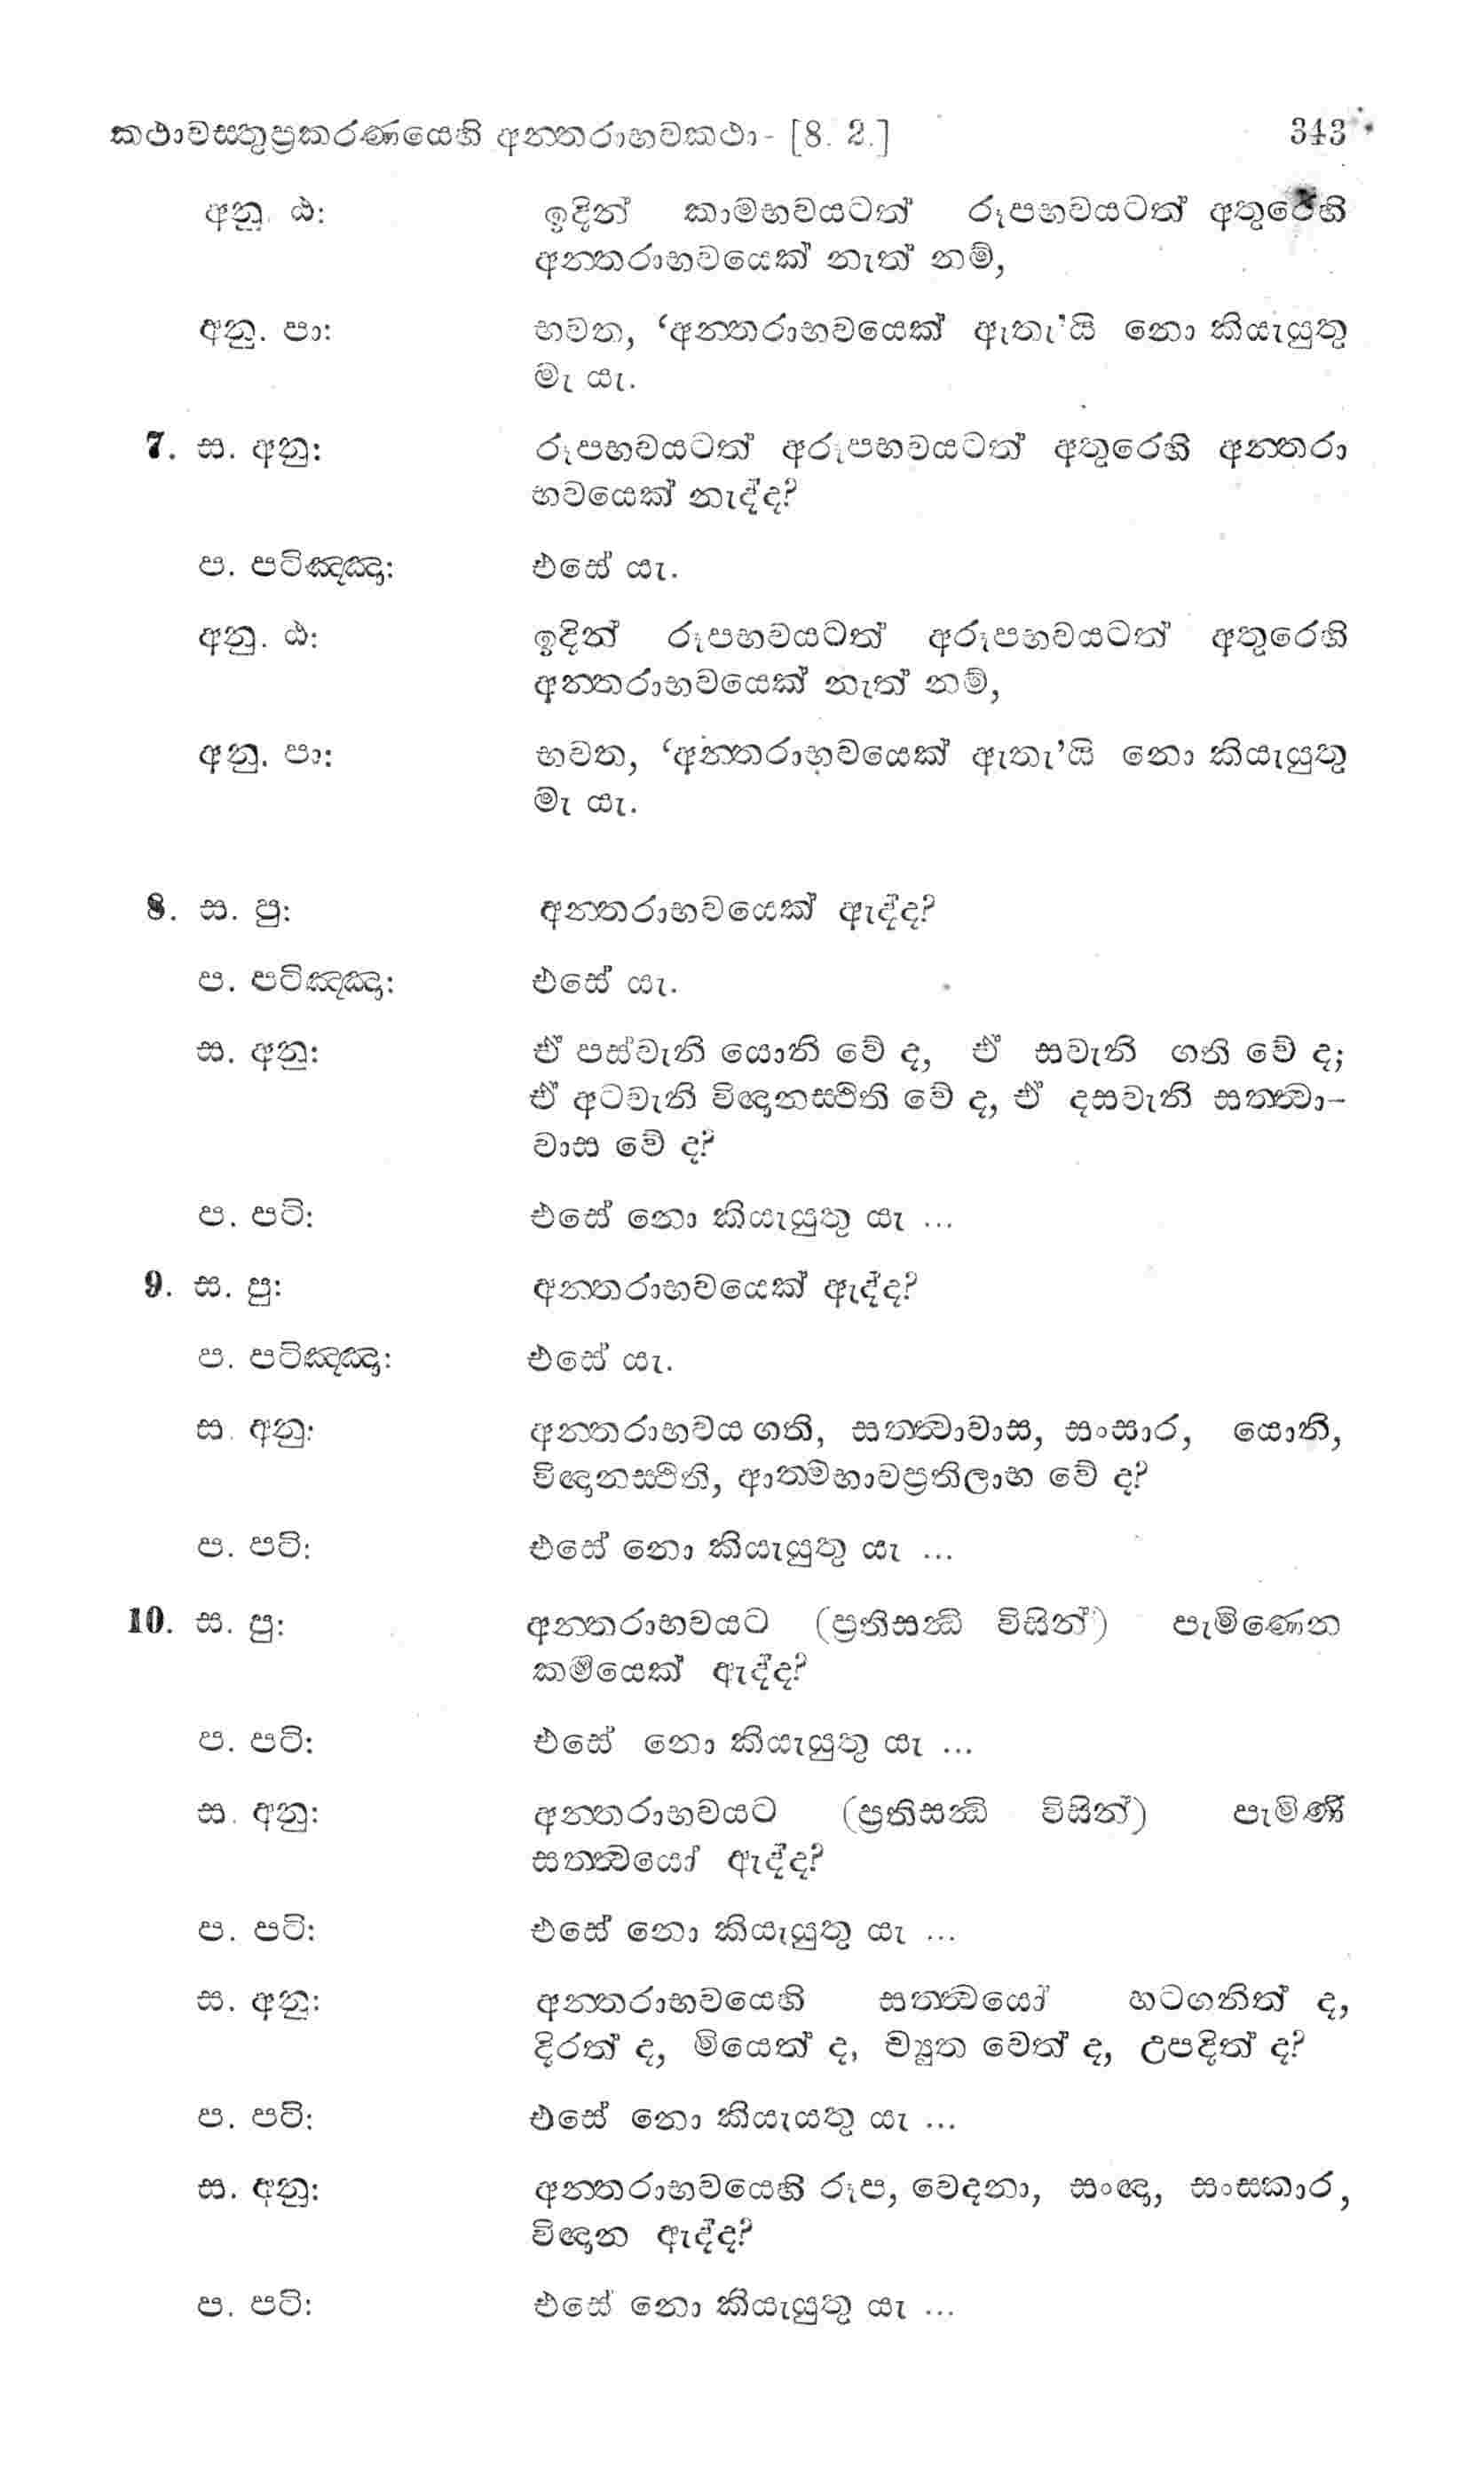 කථාවස්තුප්‍රකරණයෙහි අන්තරාභවකථා - [8. 2.] 343
අනු. ඨ: ඉදින් කාමභවයටත් රූපභවයටත් අතුරෙහි
අන්තරාභවයෙක් නැත් නම්,
අනු. පා: භවත, ‘අන්තරාභවයෙක් ඇතැ’යි නො කියැයුතු
මැ යැ.
7. ස. අනු: රූපභවයටත් අරූපභවයටත් අතුරෙහි අන්තරා
භවයෙක් නැද්ද?
ප. පටිඤ්ඤා: එසේ යැ.
අනු. ඨ: ඉදින් රූපභවයටත් අරූපභවයටත් අතුරෙහි
අන්තරාභවයෙක් නැත් නම්,
අනු. පා: භවත, ‘අන්තරාභවයෙක් ඇතැ’යි නො කියැයුතු
මැ යැ.
8. ස. පු: අන්තරාභවයෙක් ඇද්ද?
ප. පටිඤ්ඤා: එසේ යැ.
ස. අනු: ඒ පස්වැනි යොනි වේ ද, ඒ සවැනි ගති වේ ද;
ඒ අටවැනි විඥානස්ථිති වේ ද, ඒ දසවැනි සත්ත්වා-
වාස වේ ද?
ප. පටි: එසේ නො කියැයුතු යැ ...
9. ස. පු: අන්තරාභවයෙක් ඇද්ද?
ප. පටිඤ්ඤා: එසේ යැ.
ස. අනු: අන්තරාභවය ගති, සත්ත්වාවාස, සංසාර, යොනි,
විඥානස්ථිති, ආත්මභාවප්‍රතිලාභ වේ ද?
ප. පටි: එසේ නො කියැයුතු යැ ...
10. ස. පු: අන්තරාභවයට (ප්‍රතිසන්ධි විසින්) පැමිණෙන
කර්මයෙක් ඇද්ද?
ප. පටි: එසේ නො කියැයුතු යැ ...
ස. අනු: අන්තරාභවයට (ප්‍රතිසන්ධි විසින්) පැමිණි
සත්ත්වයෝ ඇද්ද?
ප. පටි: එසේ නො කියැයුතු යැ ...
ස. අනු: අන්තරාභවයෙහි සත්ත්වයෝ හටගනිත් ද,
දිරත් ද, මියෙත් ද, ච්‍යුත වෙත් ද, උපදිත් ද?
ප. පටි: එසේ නො කියැයතු යැ ...
ස. අනු: අන්තරාභවයෙහි රූප, වෙදනා, සංඥා, සංස්කාර,
විඥාන ඇද්ද?
ප. පටි: එසේ නො කියැයුතු යැ ...